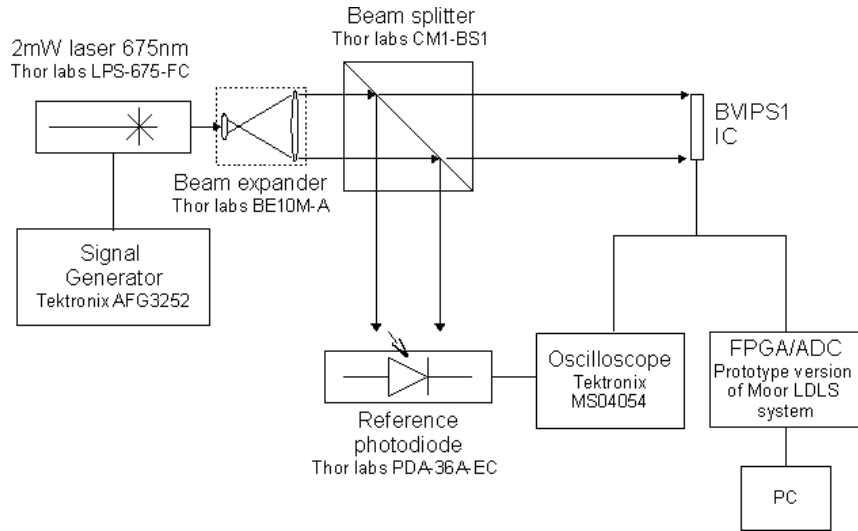 Beam splitter
Thor labs CM1-BS1
2mW laser 675nm
Thor labs LPS-675-FC
BVIPS1
IC
Beam expander
Thor labs BE10M-A
Signal
Generator
Tektronix AFG3252
Oscilloscope
Tektronix
MS04054
FPGA/ADC
Prototype version
of Moor LDLS
system
Reference
photodiode
Thor labs PDA-36A-EC
PC